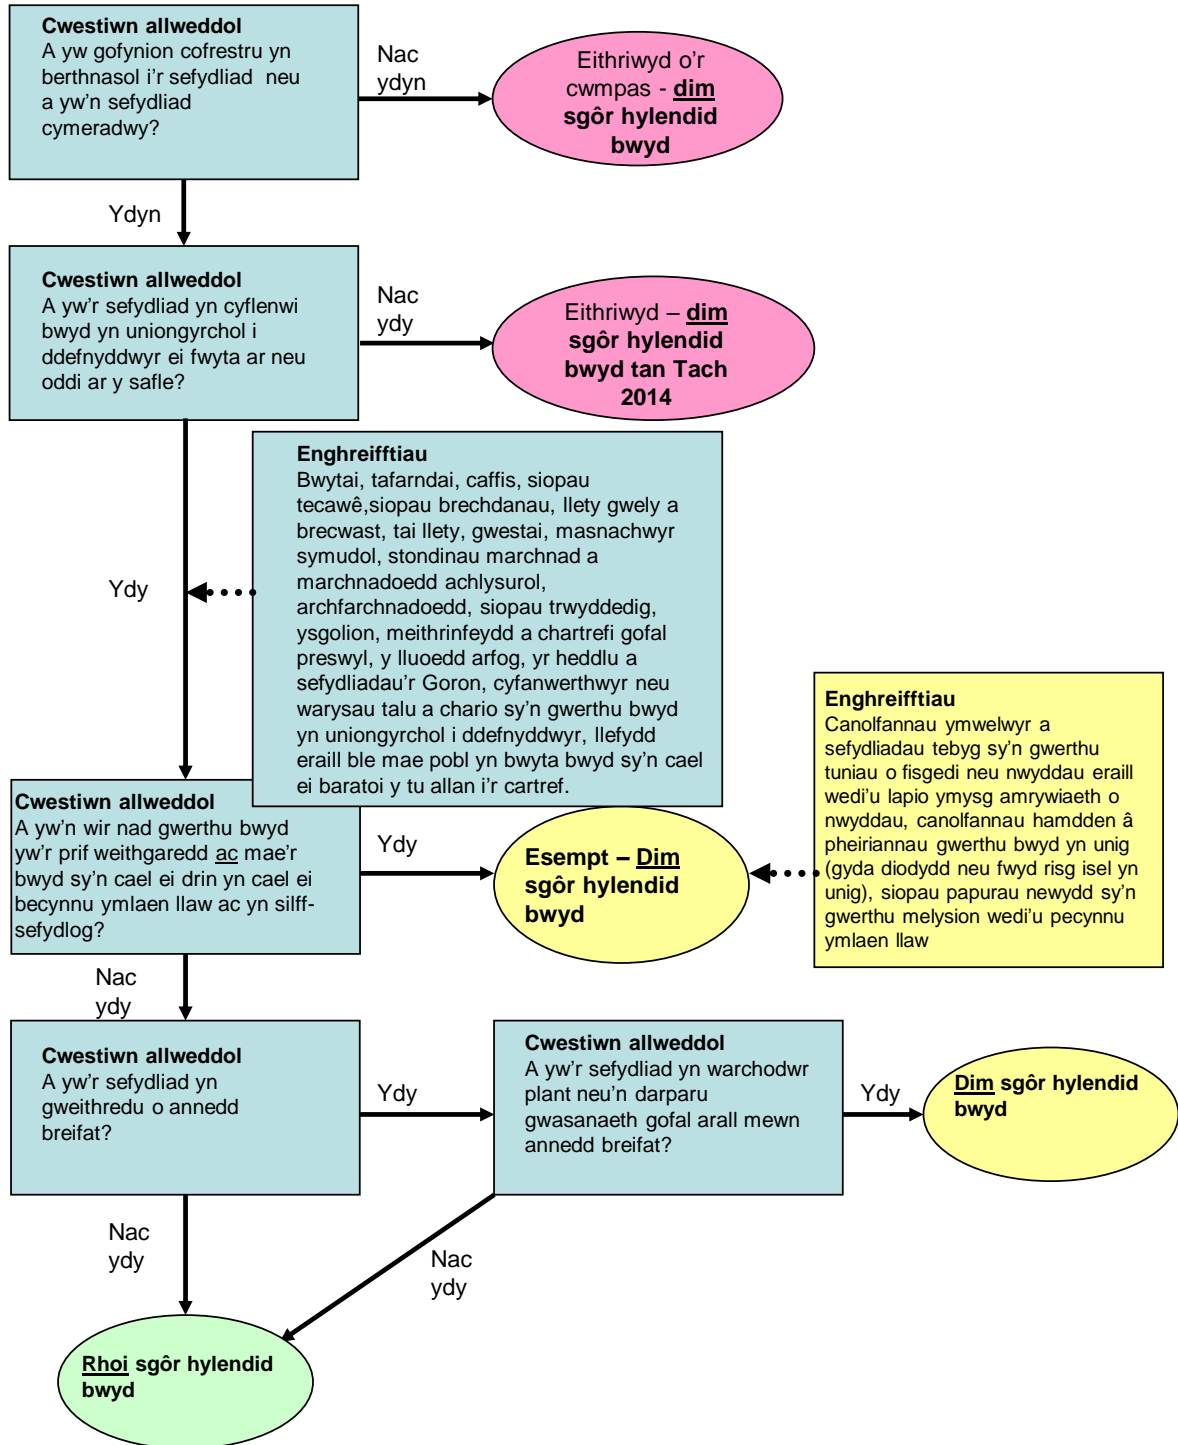 Cwestiwn allweddol
A yw gofynion cofrestru yn
berthnasol i'r sefydliad neu
a yw'n sefydliad
cymeradwy?
Nac
ydyn
Eithriwyd o'r
cwmpas - dim
sgôr hylendid
bwyd
Ydyn
Cwestiwn allweddol
A yw'r sefydliad yn cyflenwi
bwyd yn uniongyrchol i
ddefnyddwyr ei fwyta ar neu
oddi ar y safle?
Nac
ydy
Eithriwyd – dim
sgôr hylendid
bwyd tan Tach
2014
Ydy
Enghreifftiau
Bwytai, tafarndai, caffis, siopau
tecawê,siopau brechdanau, llety gwely a
brecwast, tai llety, gwestai, masnachwyr
symudol, stondinau marchnad a
marchnadoedd achlysurol,
archfarchnadoedd, siopau trwyddedig,
ysgolion, meithrinfeydd a chartrefi gofal
preswyl, y lluoedd arfog, yr heddlu a
sefydliadau'r Goron, cyfanwerthwyr neu
warysau talu a chario sy'n gwerthu bwyd
yn uniongyrchol i ddefnyddwyr, llefydd
eraill ble mae pobl yn bwyta bwyd sy'n cael
ei baratoi y tu allan i'r cartref.
Cwestiwn allweddol
A yw'n wir nad gwerthu bwyd
yw'r prif weithgaredd ac mae'r
bwyd sy'n cael ei drin yn cael ei
becynnu ymlaen llaw ac yn silff-
sefydlog?
Ydy
Esempt – Dim
sgôr hylendid
bwyd
Enghreifftiau
Canolfannau ymwelwyr a
sefydliadau tebyg sy'n gwerthu
tuniau o fisgedi neu nwyddau eraill
wedi'u lapio ymysg amrywiaeth o
nwyddau, canolfannau hamdden â
pheiriannau gwerthu bwyd yn unig
(gyda diodydd neu fwyd risg isel yn
unig), siopau papurau newydd sy'n
gwerthu melysion wedi'u pecynnu
ymlaen llaw
Nac
ydy
Cwestiwn allweddol
A yw'r sefydliad yn
gweithredu o annedd
breifat?
Ydy
Cwestiwn allweddol
A yw'r sefydliad yn warchodwr
plant neu'n darparu
gwasanaeth gofal arall mewn
annedd breifat?
Ydy
Dim sgôr hylendid
bwyd
Nac
ydy
Nac
ydy
Rhoi sgôr hylendid
bwyd